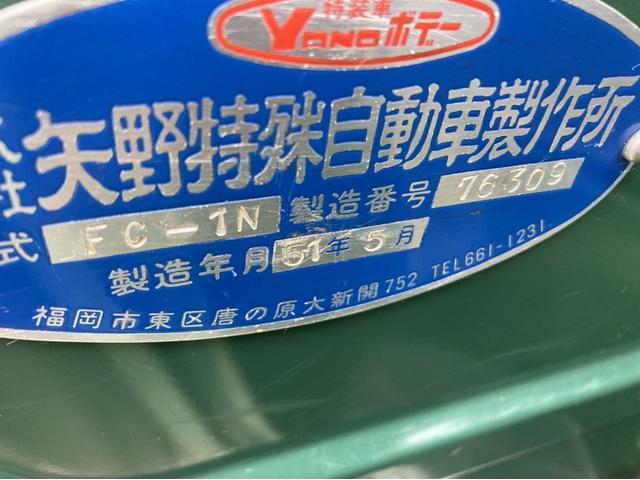 特装車
YANOボデー
矢野特殊自動車製作所
社
式 FC-1N 製造番号 76309
製造年月 51年5月
福岡市東区唐の原大新開752 TEL661-1231